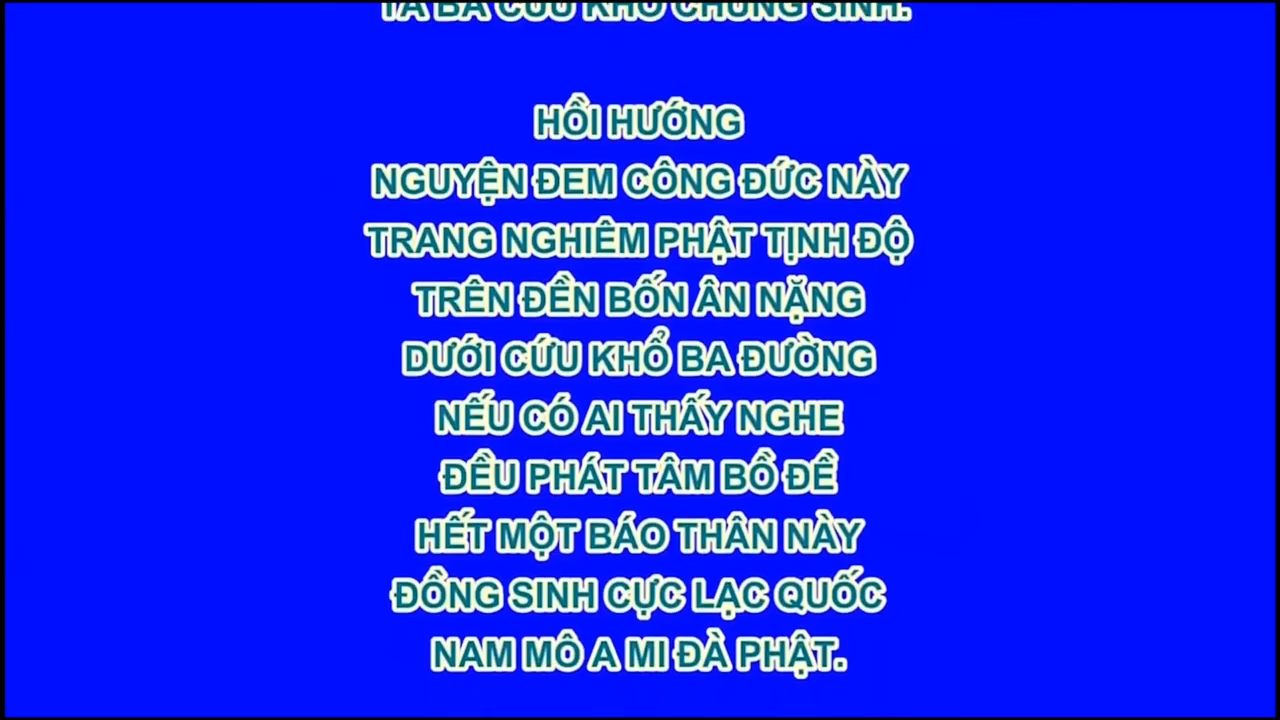 TA BÀ CỨU KHỔ CHÚNG SINH.
HỒI HƯỚNG
NGUYỆN ĐEM CÔNG ĐỨC NÀY
TRANG NGHIÊM PHẬT TỊNH ĐỘ
TRÊN ĐỀN BỐN ÂN NẶNG
DƯỚI CỨU KHỔ BA ĐƯỜNG
NẾU CÓ AI THẤY NGHE
ĐỀU PHÁT TÂM BỒ ĐỀ
HẾT MỘT BÁO THÂN NÀY
ĐỒNG SINH CỰC LẠC QUỐC
NAM MÔ A MI ĐÀ PHẬT.